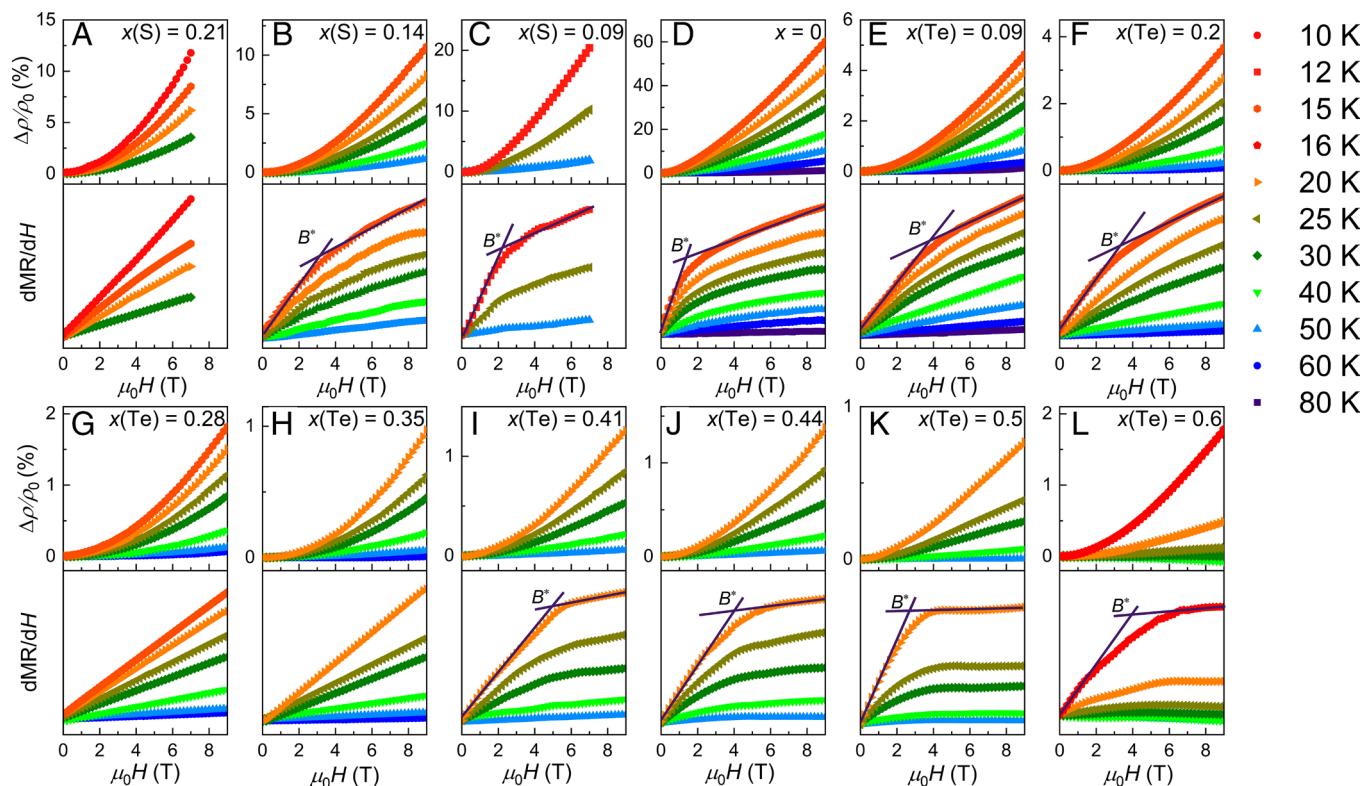 A x(S) = 0.21
Δρ/ρ0 (%)
15
10
5
0
dMR/dH
0 2 4 6 8
μ0H (T)
B x(S) = 0.14
10
5
0
B*
0 2 4 6 8
μ0H (T)
C x(S) = 0.09
20
10
0
B*
0 2 4 6 8
μ0H (T)
D x = 0
60
40
20
0
B*
0 2 4 6 8
μ0H (T)
E x(Te) = 0.09
6
4
2
0
B*
0 2 4 6 8
μ0H (T)
F x(Te) = 0.2
4
2
0
B*
0 2 4 6 8
μ0H (T)
10 K
12 K
15 K
16 K
20 K
25 K
30 K
40 K
50 K
60 K
80 K
G x(Te) = 0.28
Δρ/ρ0 (%)
2
1
0
dMR/dH
0 2 4 6 8
μ0H (T)
H x(Te) = 0.35
1
0
0 2 4 6 8
μ0H (T)
I x(Te) = 0.41
1
0
B*
0 2 4 6 8
μ0H (T)
J x(Te) = 0.44
1
0
B*
0 2 4 6 8
μ0H (T)
K x(Te) = 0.5
1
0
B*
0 2 4 6 8
μ0H (T)
L x(Te) = 0.6
2
1
0
B*
0 2 4 6 8
μ0H (T)